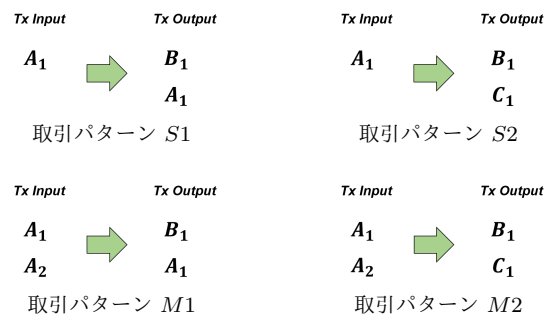 Tx Input Tx Output Tx Input Tx Output
A₁ B₁ A₁ B₁
A₁ C₁
取引パターン S1 取引パターン S2
Tx Input Tx Output Tx Input Tx Output
A₁ B₁ A₁ B₁
A₂ A₁ A₂ C₁
取引パターン M1 取引パターン M2